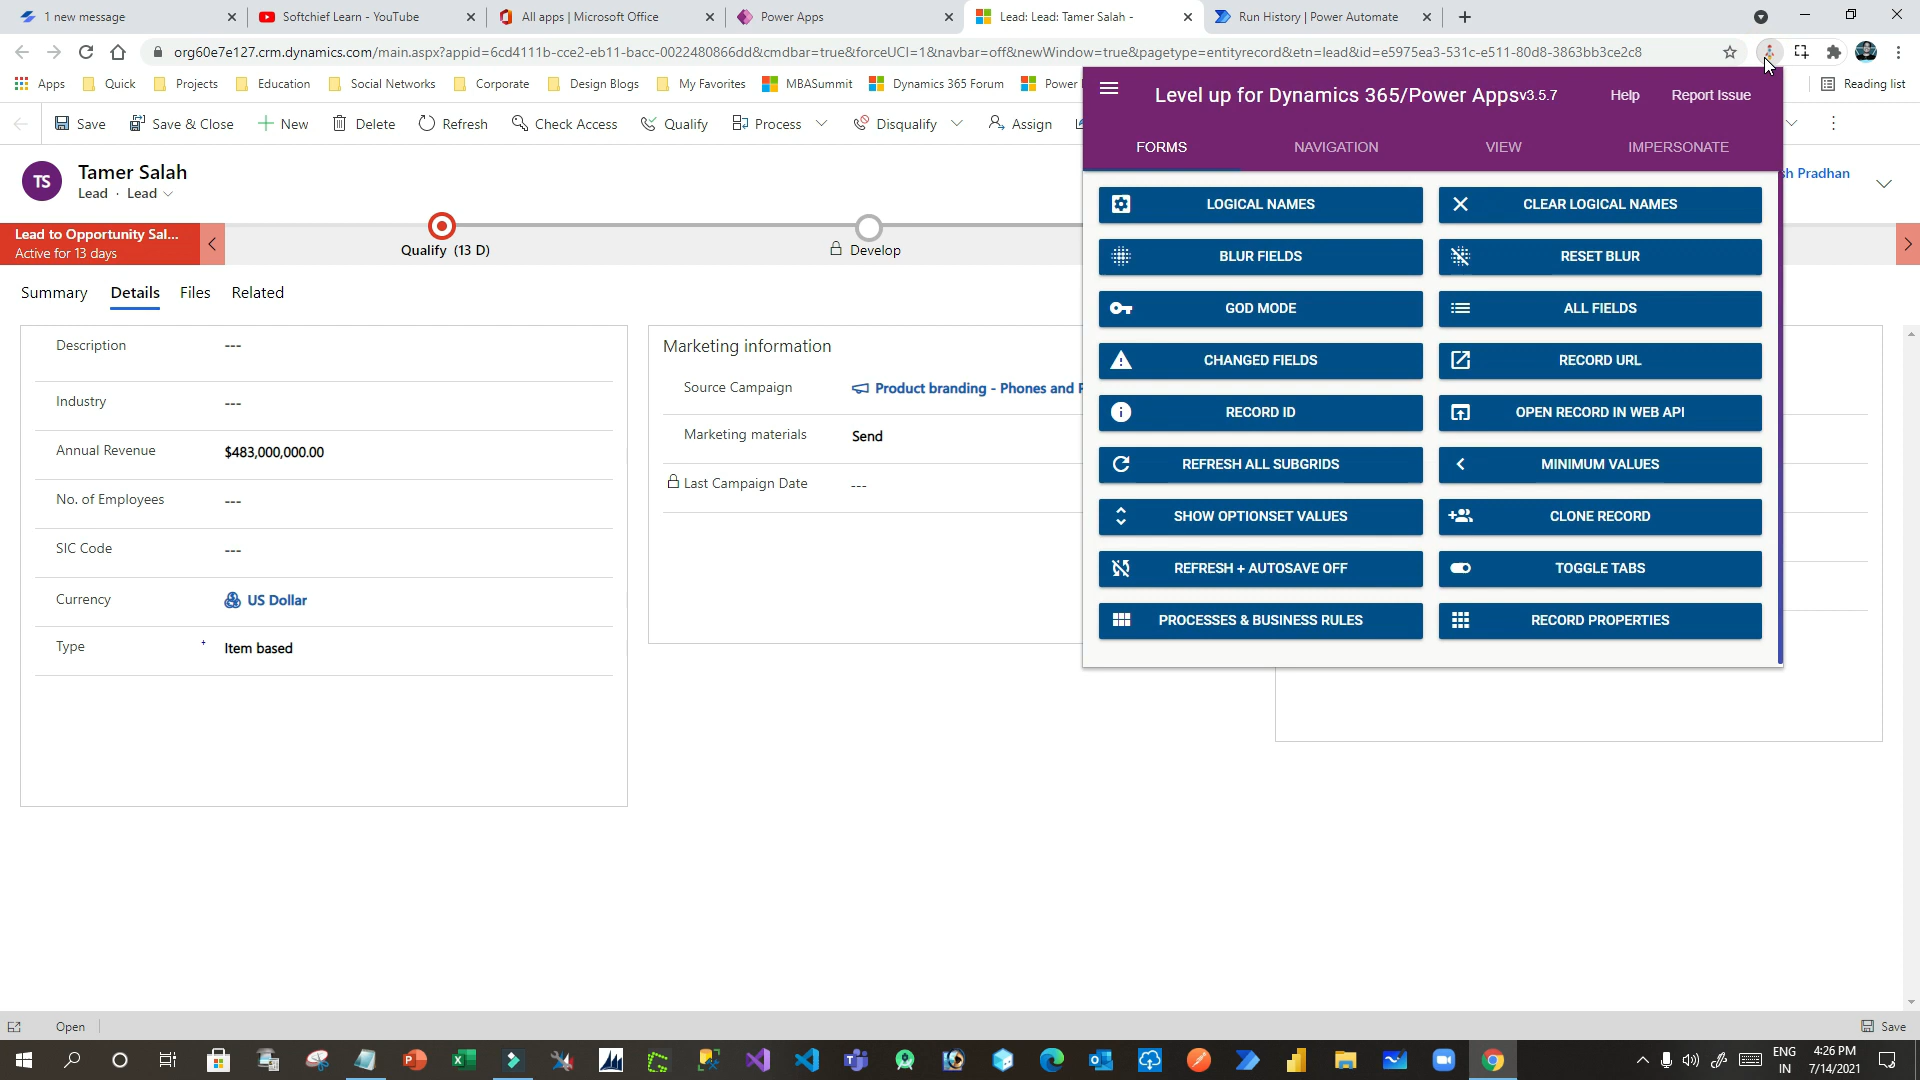 1 new message
Softchief Learn - YouTube
All apps | Microsoft Office
Power Apps
Lead: Lead: Tamer Salah -
Run History | Power Automate
org60e7e127.crm.dynamics.com/main.aspx?appid=6cd4111b-cce2-eb11-bacc-0022480866dd&cmdbar=true&forceUCI=1&navbar=off&newWindow=true&pagetype=entityrecord&etn=lead&id=e5975ea3-531c-e511-80d8-3863bb3ce2c8
Apps
Quick
Projects
Education
Social Networks
Corporate
Design Blogs
My Favorites
MBASummit
Dynamics 365 Forum
Power
Reading list
Level up for Dynamics 365/Power Apps v3.5.7
Help
Report Issue
Save
Save & Close
New
Delete
Refresh
Check Access
Qualify
Process
Disqualify
Assign
FORMS
NAVIGATION
VIEW
IMPERSONATE
TS
Tamer Salah
Lead · Lead
sh Pradhan
Lead to Opportunity Sal...
Active for 13 days
Qualify (13 D)
Develop
Summary
Details
Files
Related
LOGICAL NAMES
CLEAR LOGICAL NAMES
BLUR FIELDS
RESET BLUR
GOD MODE
ALL FIELDS
CHANGED FIELDS
RECORD URL
RECORD ID
OPEN RECORD IN WEB API
REFRESH ALL SUBGRIDS
MINIMUM VALUES
SHOW OPTIONSET VALUES
CLONE RECORD
REFRESH + AUTOSAVE OFF
TOGGLE TABS
PROCESSES & BUSINESS RULES
RECORD PROPERTIES
Description ---
Industry ---
Annual Revenue $483,000,000.00
No. of Employees ---
SIC Code ---
Currency US Dollar
Type + Item based
Marketing information
Source Campaign Product branding - Phones and
Marketing materials Send
Last Campaign Date ---
Open
Save
ENG
IN
4:26 PM
7/14/2021